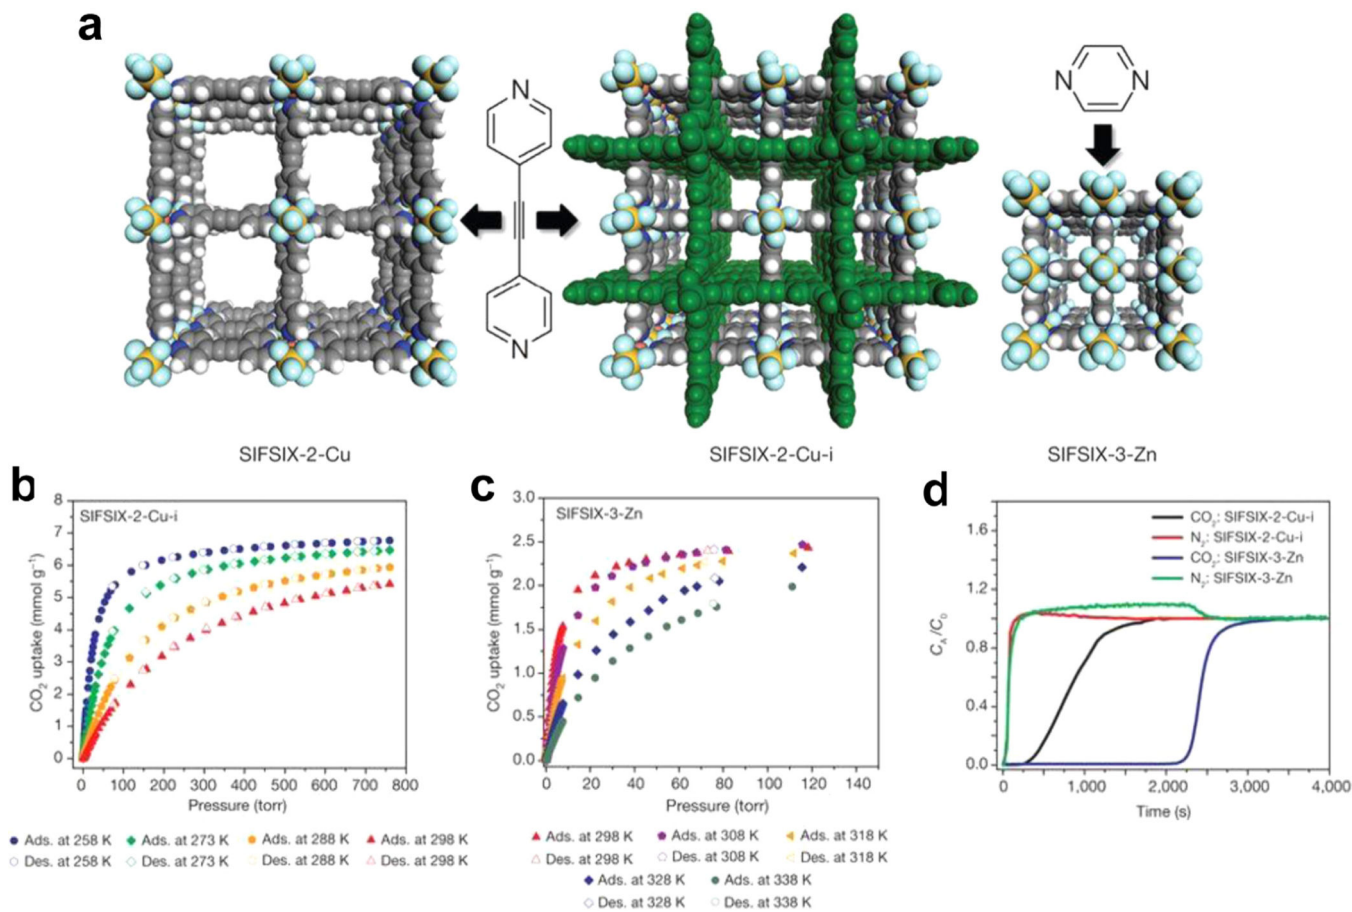 a
N
N
N N
SIFSIX-2-Cu
SIFSIX-2-Cu-i
SIFSIX-3-Zn
b
SIFSIX-2-Cu-i
CO2 uptake (mmol g⁻¹)
8
7
6
5
4
3
2
1
0
0 100 200 300 400 500 600 700 800
Pressure (torr)
Ads. at 258 K Ads. at 273 K Ads. at 288 K Ads. at 298 K
Des. at 258 K Des. at 273 K Des. at 288 K Des. at 298 K
c
SIFSIX-3-Zn
CO2 uptake (mmol g⁻¹)
3.0
2.5
2.0
1.5
1.0
0.5
0.0
0 20 40 60 80 100 120 140
Pressure (torr)
Ads. at 298 K Ads. at 308 K Ads. at 318 K
Des. at 298 K Des. at 308 K Des. at 318 K
Ads. at 328 K Ads. at 338 K
Des. at 328 K Des. at 338 K
d
CO2: SIFSIX-2-Cu-i
N2: SIFSIX-2-Cu-i
CO2: SIFSIX-3-Zn
N2: SIFSIX-3-Zn
CA/C0
1.6
1.2
0.8
0.4
0.0
0 1,000 2,000 3,000 4,000
Time (s)